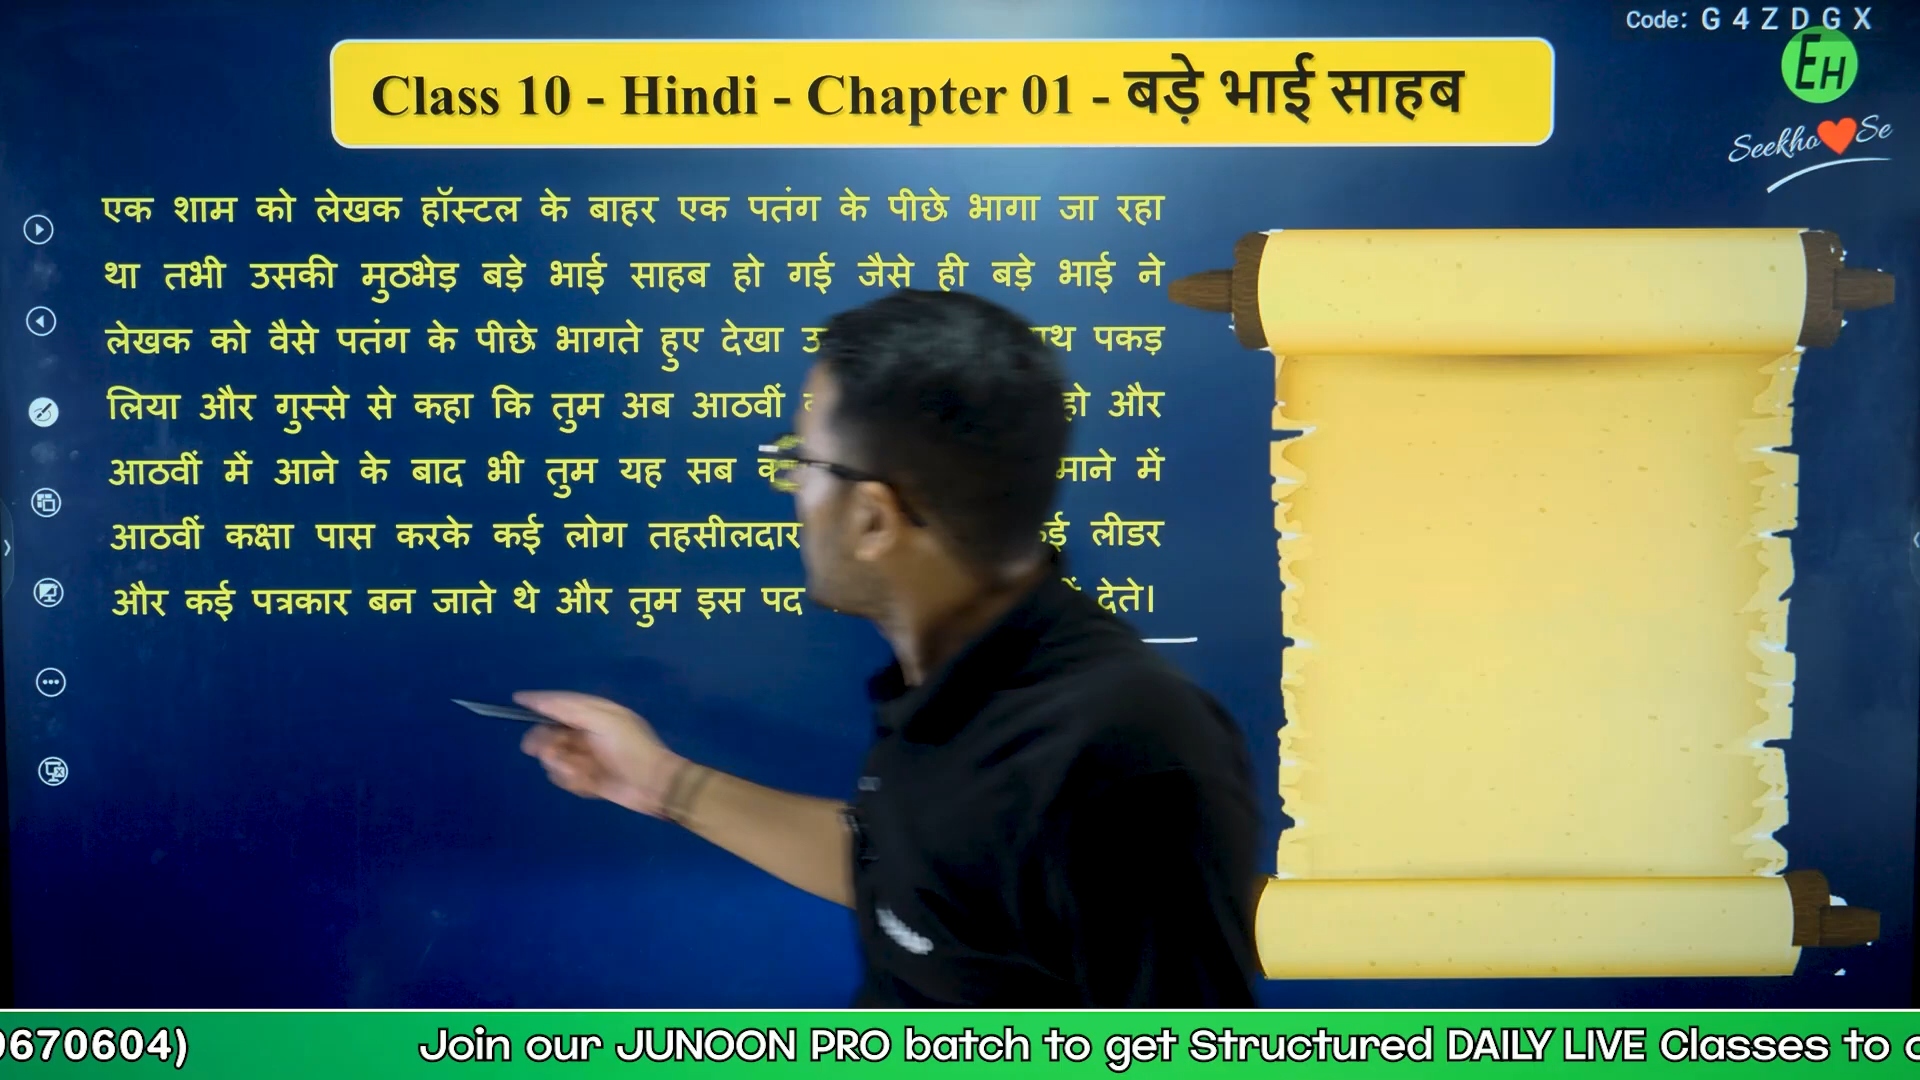 Code: G 4 Z D G X
EH
Class 10 - Hindi - Chapter 01 - बड़े भाई साहब
Seekho Se
एक शाम को लेखक हॉस्टल के बाहर एक पतंग के पीछे भागा जा रहा
था तभी उसकी मुठभेड़ बड़े भाई साहब हो गई जैसे ही बड़े भाई ने
लेखक को वैसे पतंग के पीछे भागते हुए देखा पकड़
लिया और गुस्से से कहा कि तुम अब आठवीं हो और
आठवीं में आने के बाद भी तुम यह सब में
आठवीं कक्षा पास करके कई लोग तहसीलदार लीडर
और कई पत्रकार बन जाते थे और तुम इस पद देते।
0670604) Join our JUNOON PRO batch to get Structured DAILY LIVE Classes to